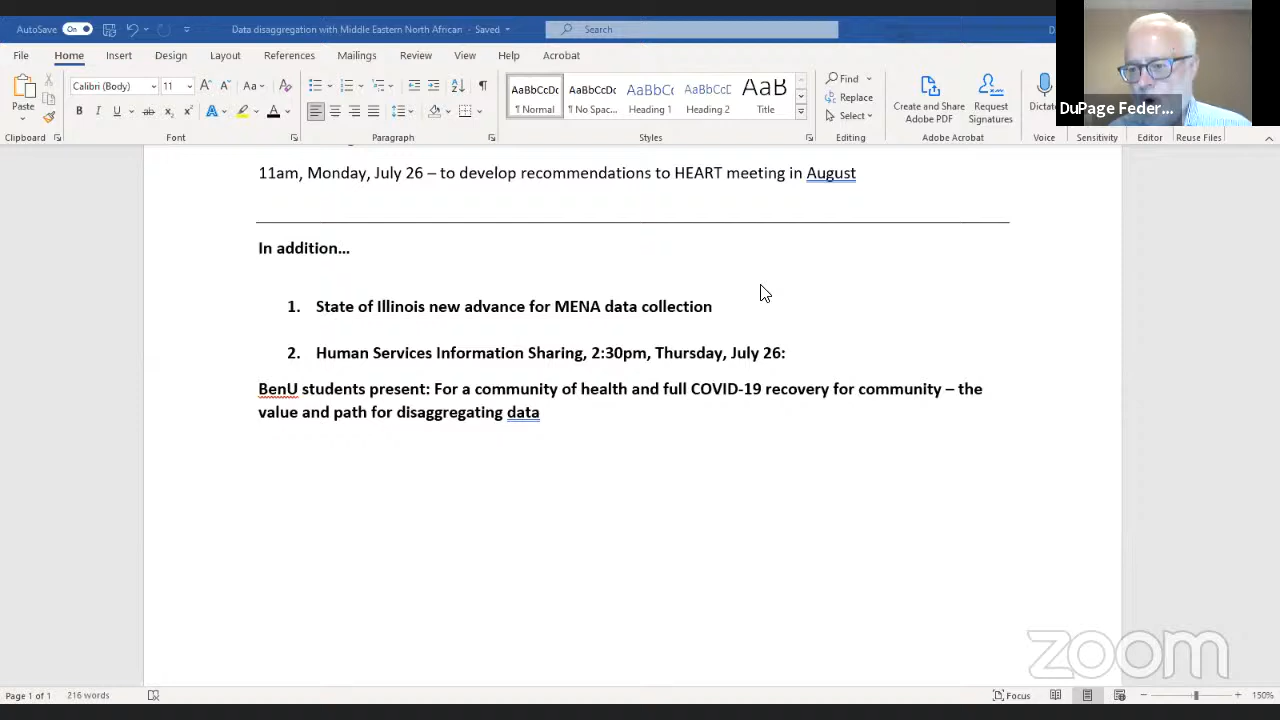 AutoSave On Data disaggregation with Middle Eastern North African - Saved Search D
File Home Insert Design Layout References Mailings Review View Help Acrobat
Calibri (Body) 11 Aa AaBbCcDc AaBbCcDc AaBbCc AaBbCcC AaB Find
Paste B I U ab x ¶ Normal ¶ No Spac... Heading 1 Heading 2 Title Replace Create and Share Adobe PDF Request Signatures Dictat
Select
Clipboard Font Paragraph Styles Editing Adobe Acrobat Voice Sensitivity Editor Reuse Files
DuPage Feder...
11am, Monday, July 26 – to develop recommendations to HEART meeting in August
In addition...
1. State of Illinois new advance for MENA data collection
2. Human Services Information Sharing, 2:30pm, Thursday, July 26:
BenU students present: For a community of health and full COVID-19 recovery for community – the
value and path for disaggregating data
zoom
Page 1 of 1 216 words Focus 150%